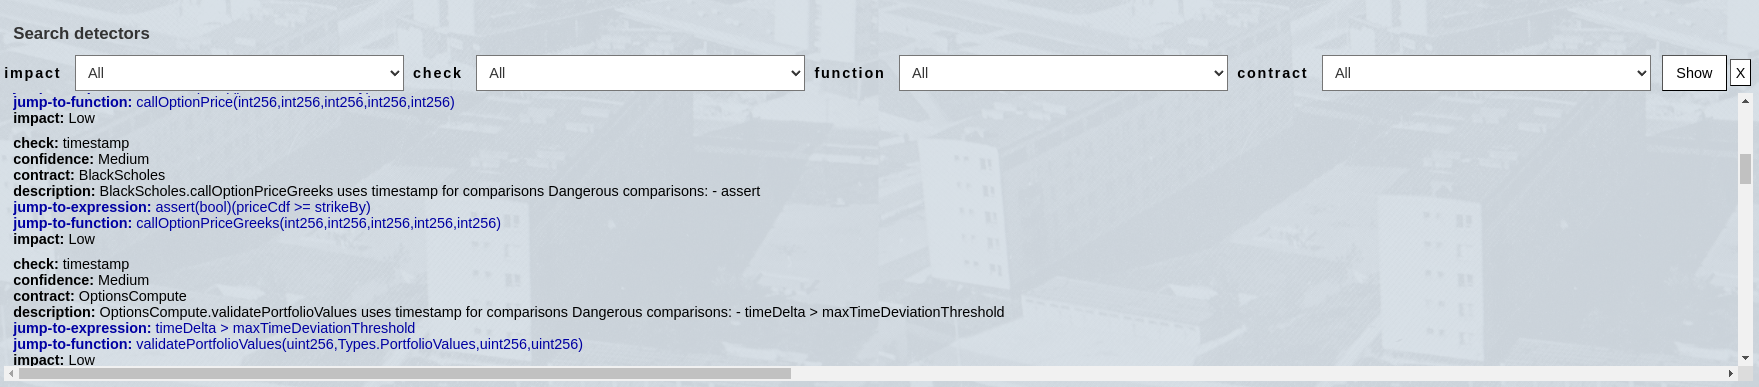 Search detectors
impact All check All function All contract All Show X
jump-to-function: callOptionPrice(int256,int256,int256,int256,int256)
impact: Low
check: timestamp
confidence: Medium
contract: BlackScholes
description: BlackScholes.callOptionPriceGreeks uses timestamp for comparisons Dangerous comparisons: - assert
jump-to-expression: assert(bool)(priceCdf >= strikeBy)
jump-to-function: callOptionPriceGreeks(int256,int256,int256,int256,int256)
impact: Low
check: timestamp
confidence: Medium
contract: OptionsCompute
description: OptionsCompute.validatePortfolioValues uses timestamp for comparisons Dangerous comparisons: - timeDelta > maxTimeDeviationThreshold
jump-to-expression: timeDelta > maxTimeDeviationThreshold
jump-to-function: validatePortfolioValues(uint256,Types.PortfolioValues,uint256,uint256)
impact: Low